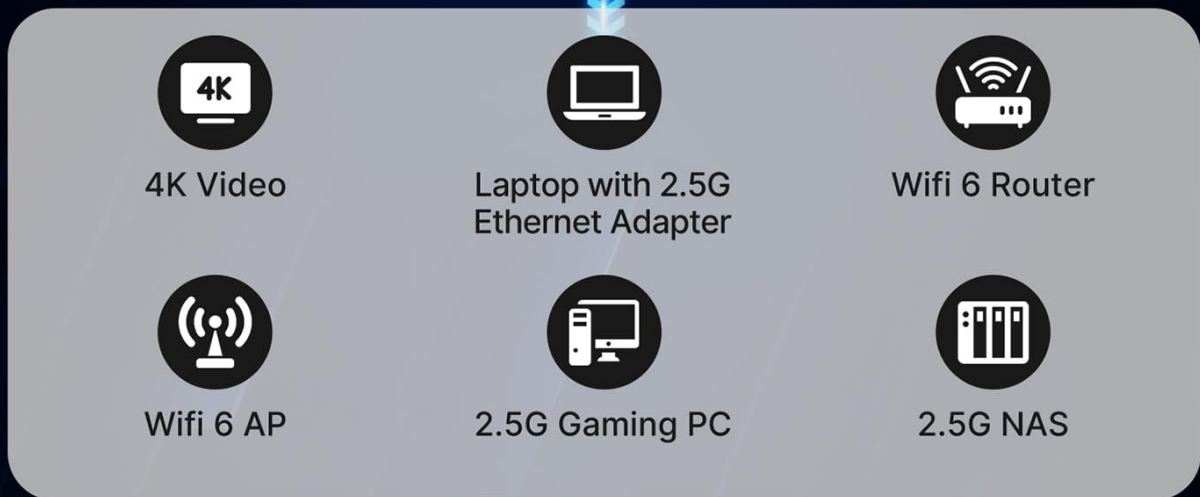 4K
4K Video
Laptop with 2.5G
Ethernet Adapter
Wifi 6 Router
Wifi 6 AP
2.5G Gaming PC
2.5G NAS